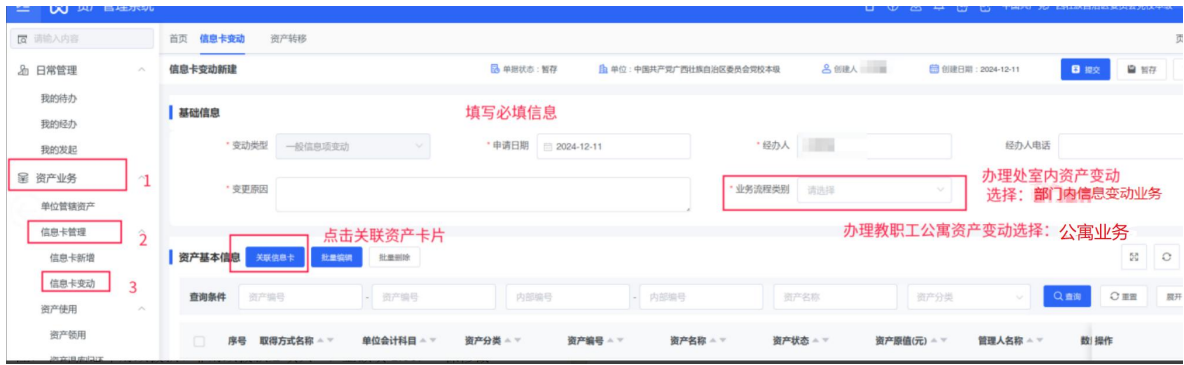 资产管理系统
请输入内容
首页 信息卡变动 资产转移
日常管理
信息卡变动新建
单据状态：暂存
单位：中国共产党广西壮族自治区委员会党校本级
创建人
创建日期：2024-12-11
提交
暂存
我的待办
我的经办
我的发起
基础信息
填写必填信息
* 变动类型 一般信息项变动
* 申请日期 2024-12-11
* 经办人
经办人电话
资产业务
1
* 变更原因
* 业务流程类别 请选择
办理处室内资产变动
选择：部门内信息变动业务
单位管辖资产
信息卡管理
2
点击关联资产卡片
办理教职工公寓资产变动选择：公寓业务
资产基本信息
关联信息卡 批量编辑 批量删除
信息卡新增
信息卡变动
3
查询条件 资产编号 - 资产编号 内部编号 - 内部编号 资产名称 资产分类 查询 重置 展开
资产使用
资产领用
序号 取得方式名称 单位会计科目 资产分类 资产编号 资产名称 资产状态 资产原值(元) 管理人名称 数 操作